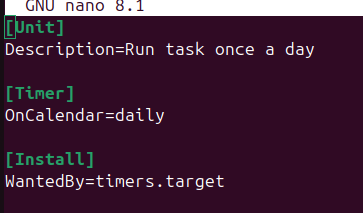 GNU nano 8.1
[Unit]
Description=Run task once a day
[Timer]
OnCalendar=daily
[Install]
WantedBy=timers.target